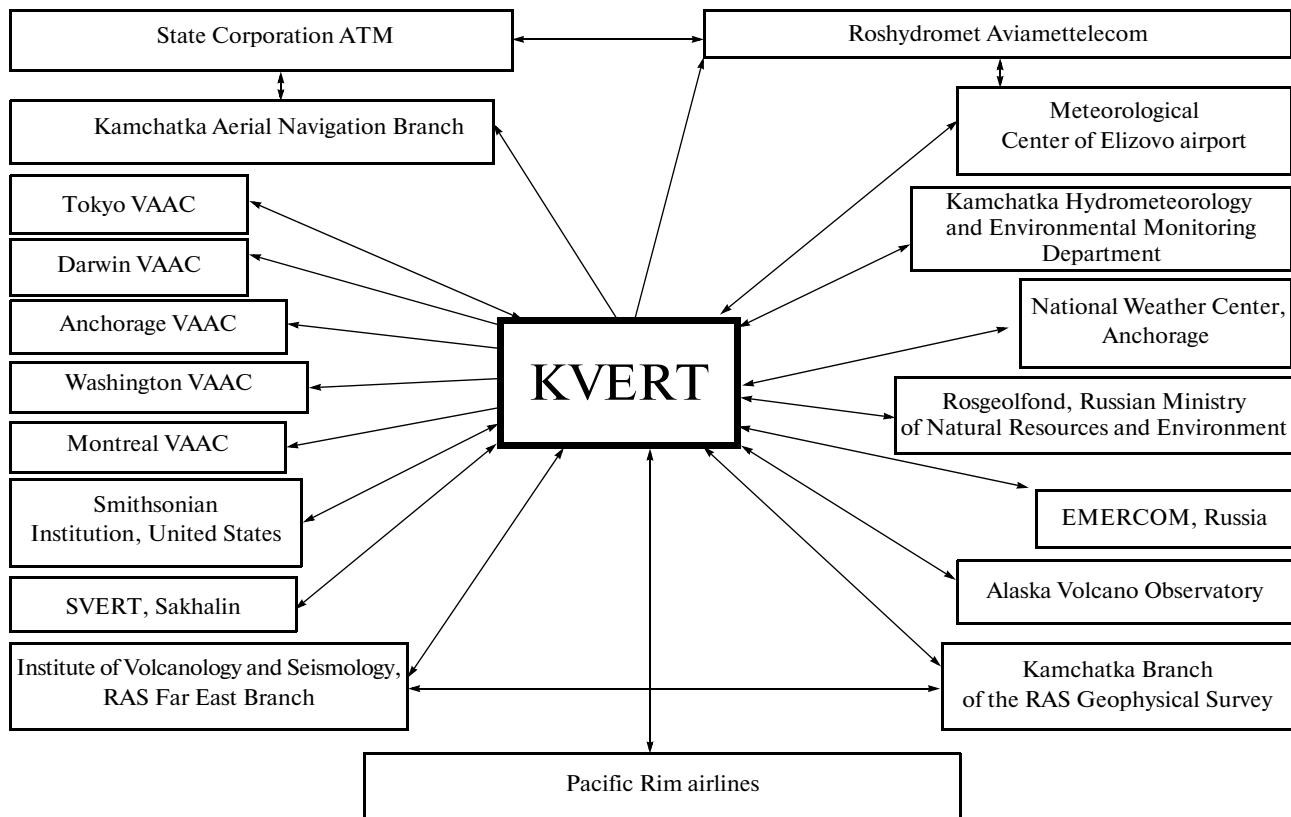 State Corporation ATM
Roshydromet Aviamettelecom
Kamchatka Aerial Navigation Branch
Meteorological
Center of Elizovo airport
Tokyo VAAC
Kamchatka Hydrometeorology
and Environmental Monitoring
Department
Darwin VAAC
Anchorage VAAC
National Weather Center,
Anchorage
Washington VAAC
KVERT
Rosgeolfond, Russian Ministry
of Natural Resources and Environment
Montreal VAAC
Smithsonian
Institution, United States
EMERCOM, Russia
SVERT, Sakhalin
Alaska Volcano Observatory
Institute of Volcanology and Seismology,
RAS Far East Branch
Kamchatka Branch
of the RAS Geophysical Survey
Pacific Rim airlines